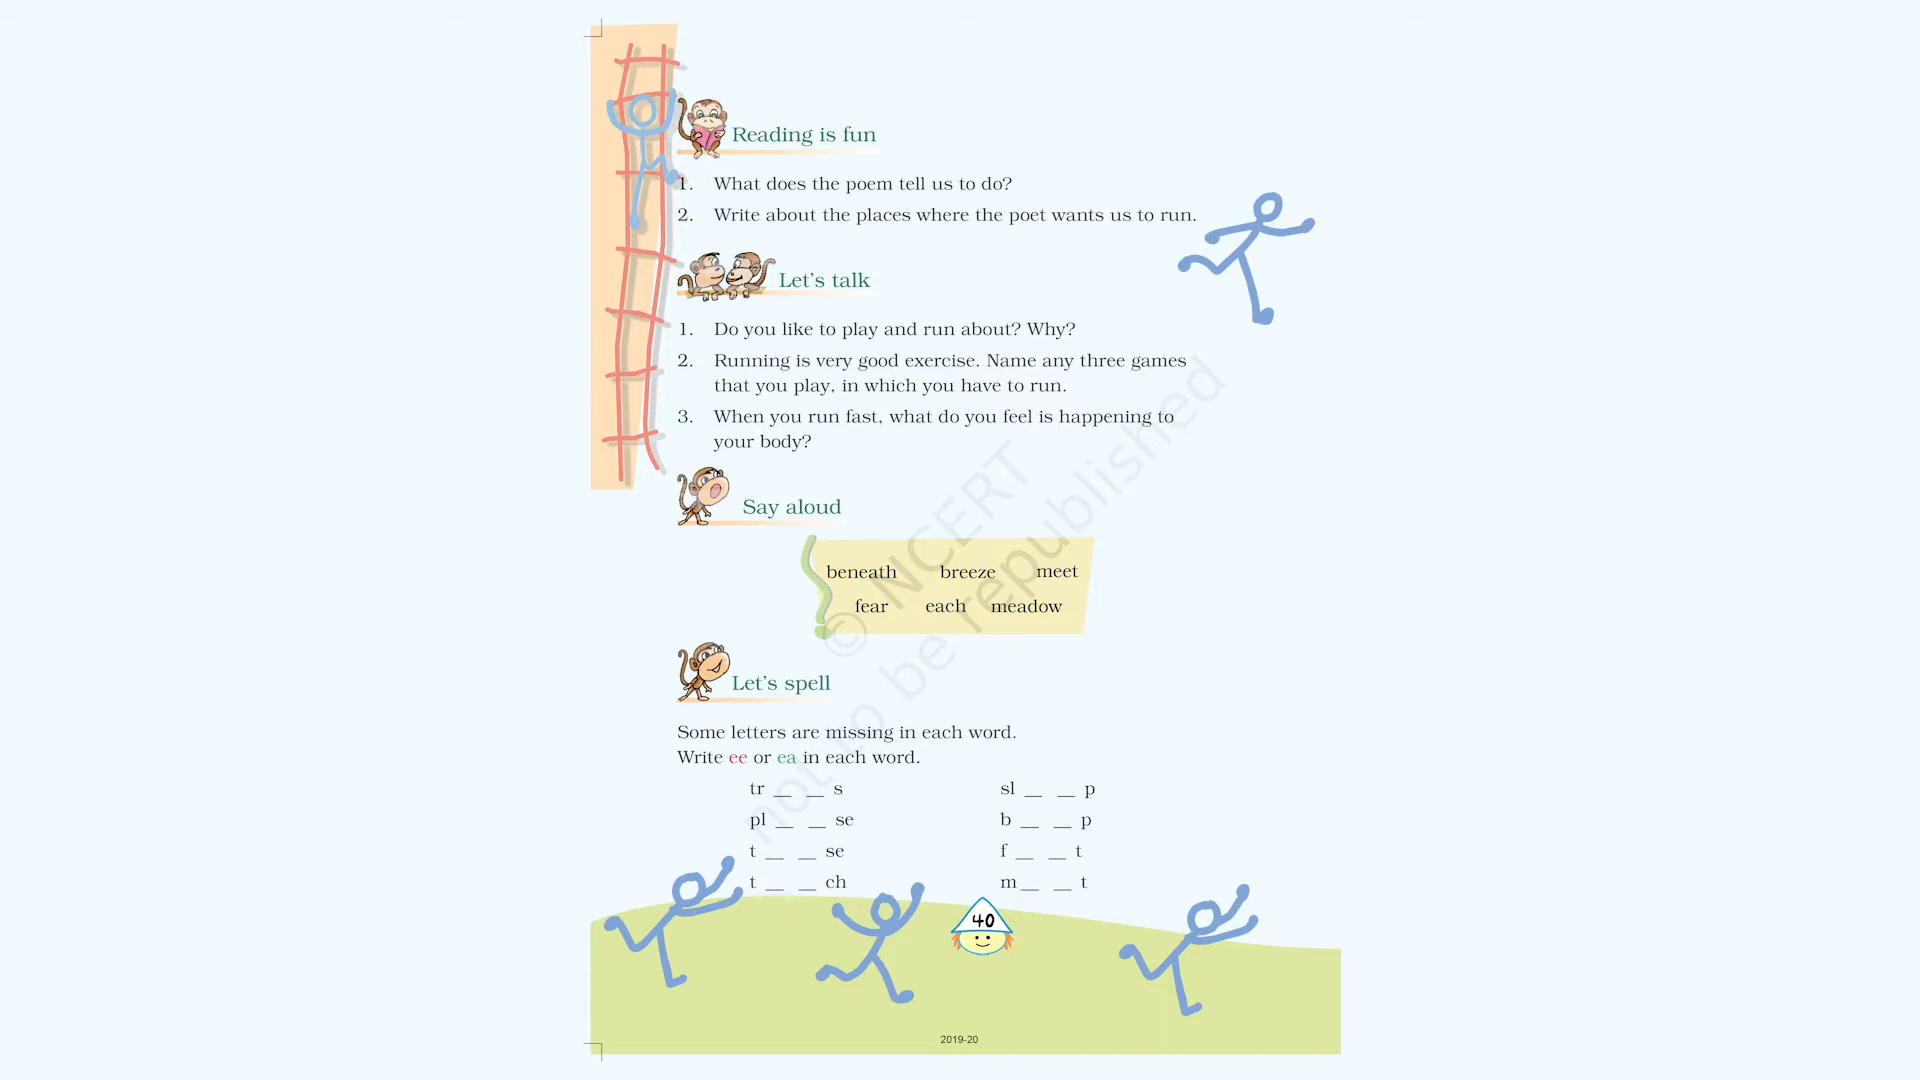 Reading is fun
1. What does the poem tell us to do?
2. Write about the places where the poet wants us to run.
Let's talk
1. Do you like to play and run about? Why?
2. Running is very good exercise. Name any three games
that you play, in which you have to run.
3. When you run fast, what do you feel is happening to
your body?
Say aloud
beneath breeze meet
fear each meadow
Let's spell
Some letters are missing in each word.
Write ee or ea in each word.
tr __ __ s sl __ __ p
pl __ __ se b __ __ p
t __ __ se f __ __ t
t __ __ ch m__ __ t
40
2019-20
© NCERT
not to be republished